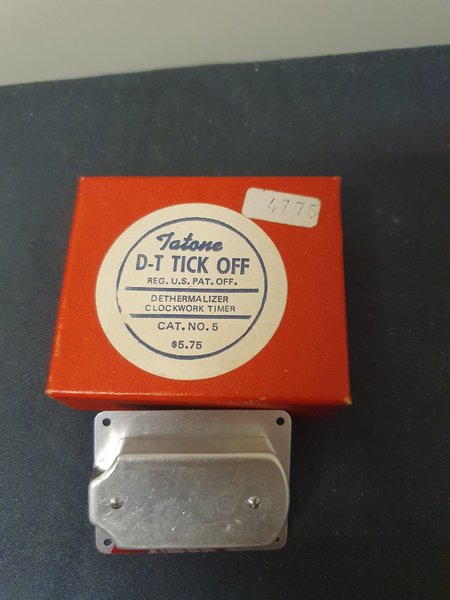 4775
Tatone
D-T TICK OFF
REG. U.S. PAT. OFF.
DETHERMALIZER
CLOCKWORK TIMER
CAT. NO. 5
$5.75